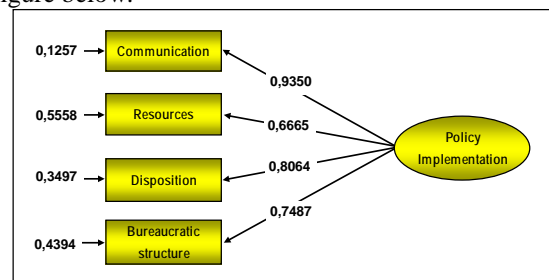 igure below.
0,1257
Communication
0,9350
0,5558
Resources
0,6665
Policy
Implementation
0,3497
Disposition
0,8064
0,7487
0,4394
Bureaucratic
structure